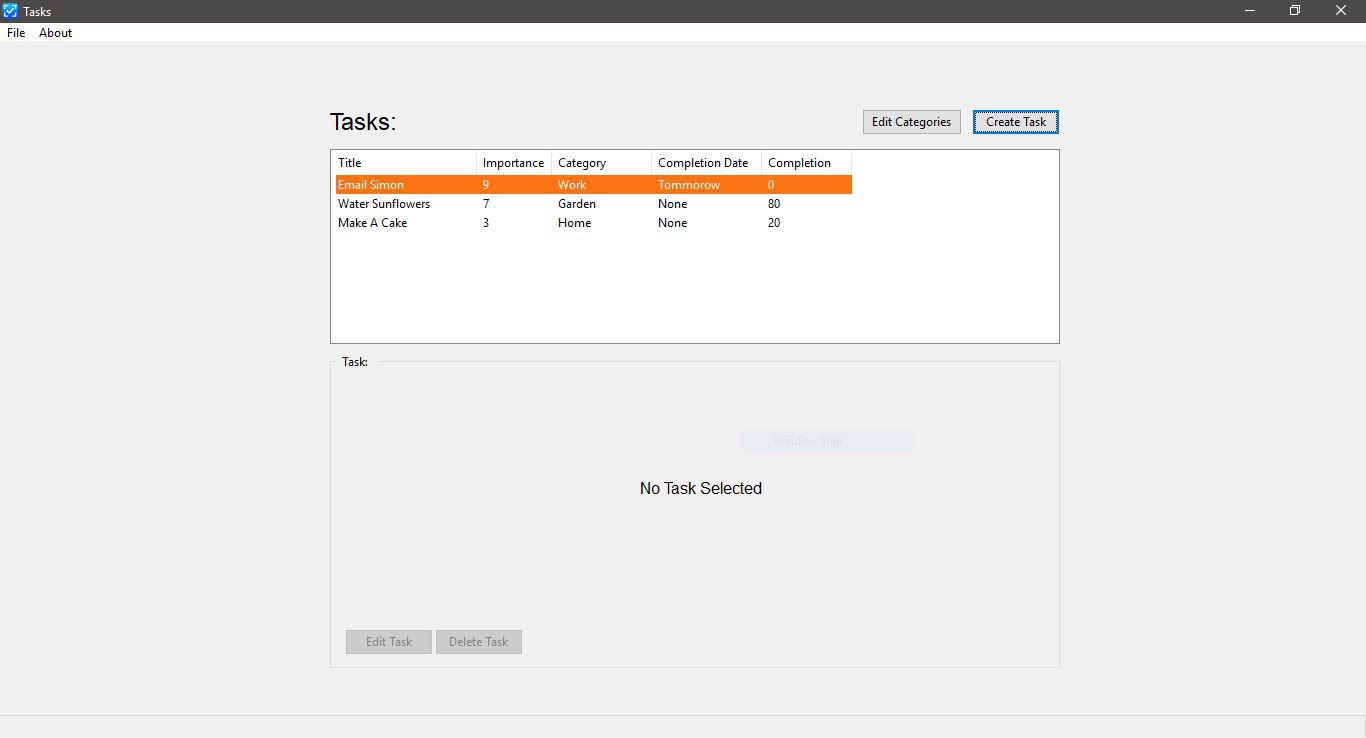 Tasks
File About
Tasks:
Edit Categories Create Task
Title Importance Category Completion Date Completion
Email Simon 9 Work Tommorow 0
Water Sunflowers 7 Garden None 80
Make A Cake 3 Home None 20
Task:
Window Snip
No Task Selected
Edit Task Delete Task